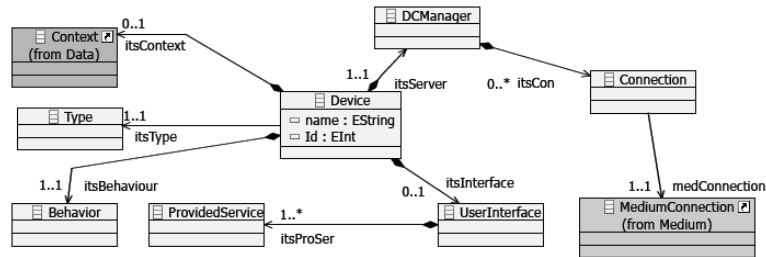 Context
(from Data)
0..1
itsContext
DCManager
1..1
itsServer
0..*
itsCon
Connection
Device
name : EString
Id : EInt
Type
1..1
itsType
1..1
itsBehaviour
0..1
itsInterface
1..1
medConnection
Behavior
ProvidedService
1..*
itsProSer
UserInterface
MediumConnection
(from Medium)